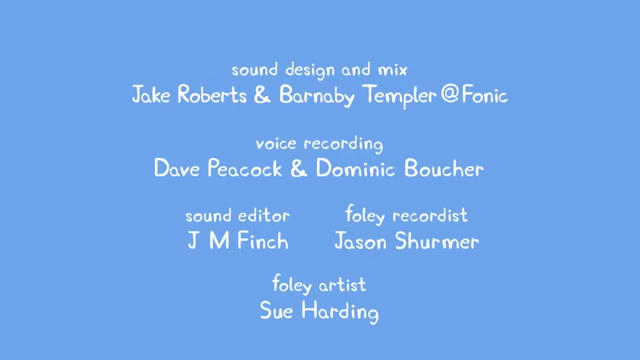 sound design and mix
Jake Roberts & Barnaby Templer @ Fonic
voice recording
Dave Peacock & Dominic Boucher
sound editor
J M Finch
foley recordist
Jason Shurmer
foley artist
Sue Harding